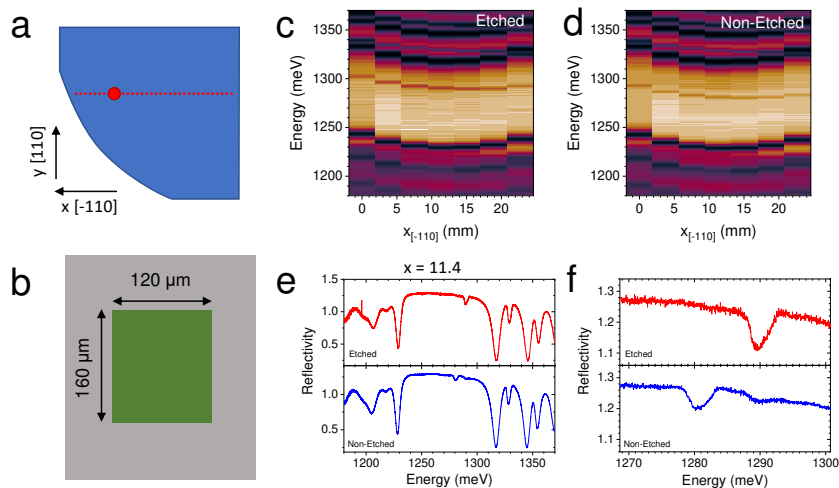 a
y [110]
x [-110]
b
120 µm
160 µm
c
Etched
1350
1300
1250
1200
Energy (meV)
0 5 10 15 20
x[-110] (mm)
d
Non-Etched
1350
1300
1250
1200
Energy (meV)
0 5 10 15 20
x[-110] (mm)
e
x = 11.4
1.5
1.0
0.5
Etched
1.0
0.5
Non-Etched
Reflectivity
1200 1250 1300 1350
Energy (meV)
f
1.3
1.2
1.1
Etched
1.3
1.2
1.1
Non-Etched
Reflectivity
1270 1280 1290 1300
Energy (meV)